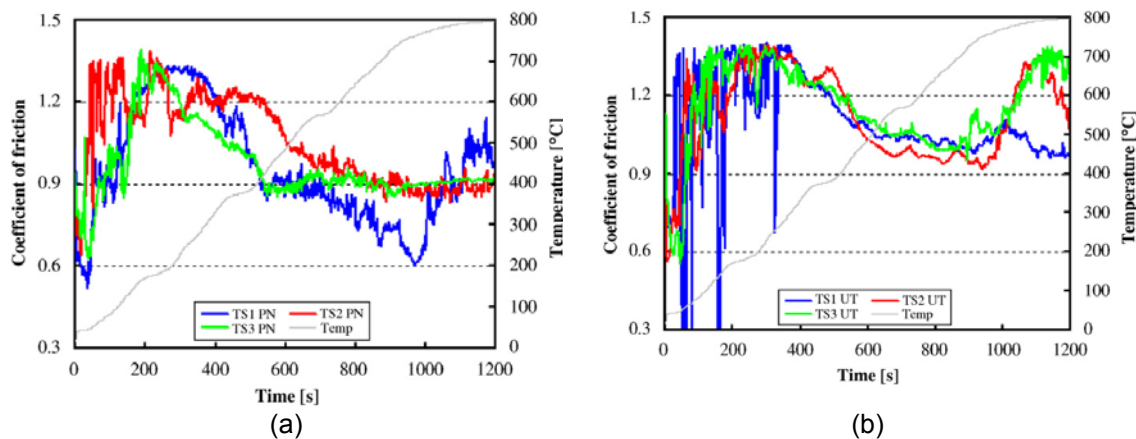 1.5
1.2
0.9
0.6
0.3
Coefficient of friction
800
700
600
500
400
300
200
100
0
Temperature [°C]
TS1 PN
TS2 PN
TS3 PN
Temp
0
200
400
600
800
1000
1200
Time [s]
(a)
1.5
1.2
0.9
0.6
0.3
Coefficient of friction
800
700
600
500
400
300
200
100
0
Temperature [°C]
TS1 UT
TS2 UT
TS3 UT
Temp
0
200
400
600
800
1000
1200
Time [s]
(b)